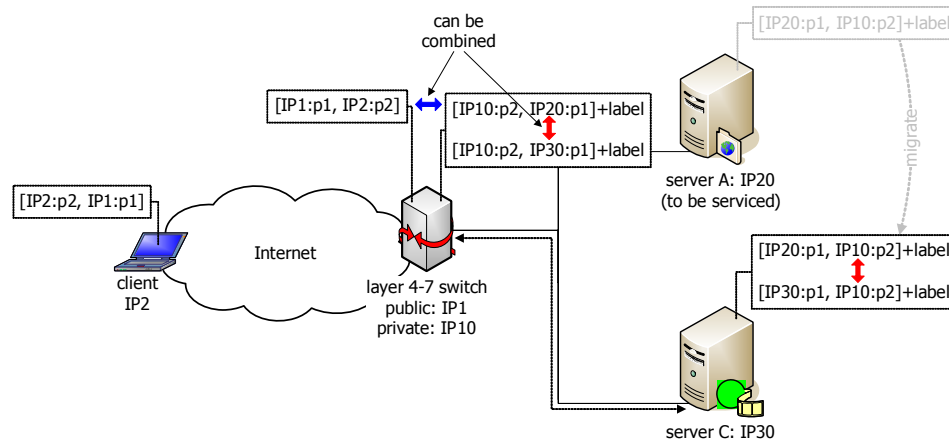 can be
combined
[IP20:p1, IP10:p2]+label
[IP1:p1, IP2:p2]
[IP10:p2, IP20:p1]+label
[IP10:p2, IP30:p1]+label
migrate
server A: IP20
(to be serviced)
[IP2:p2, IP1:p1]
Internet
client
IP2
layer 4-7 switch
public: IP1
private: IP10
[IP20:p1, IP10:p2]+label
[IP30:p1, IP10:p2]+label
server C: IP30